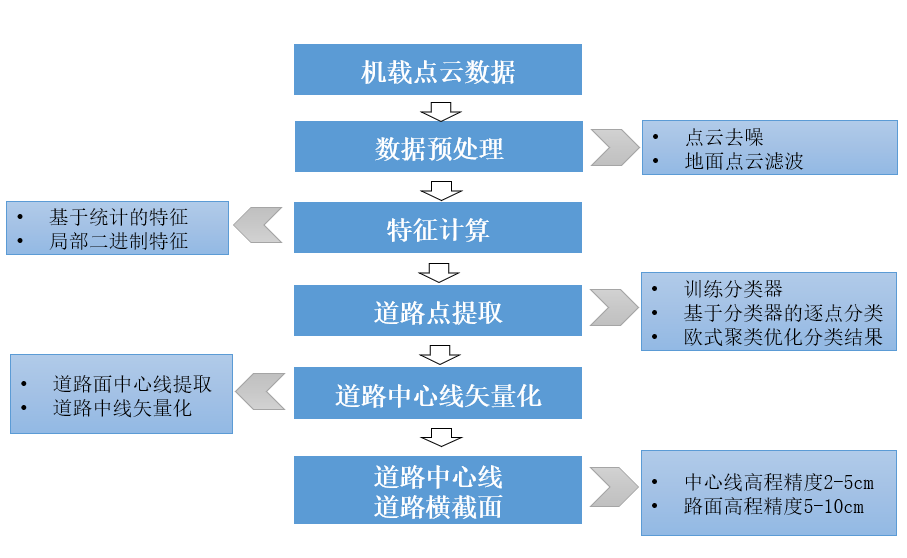 机载点云数据
数据预处理
• 点云去噪
• 地面点云滤波
特征计算
• 基于统计的特征
• 局部二进制特征
道路点提取
• 训练分类器
• 基于分类器的逐点分类
• 欧式聚类优化分类结果
道路中心线矢量化
• 道路面中心线提取
• 道路中线矢量化
道路中心线
道路横截面
• 中心线高程精度2-5cm
• 路面高程精度5-10cm